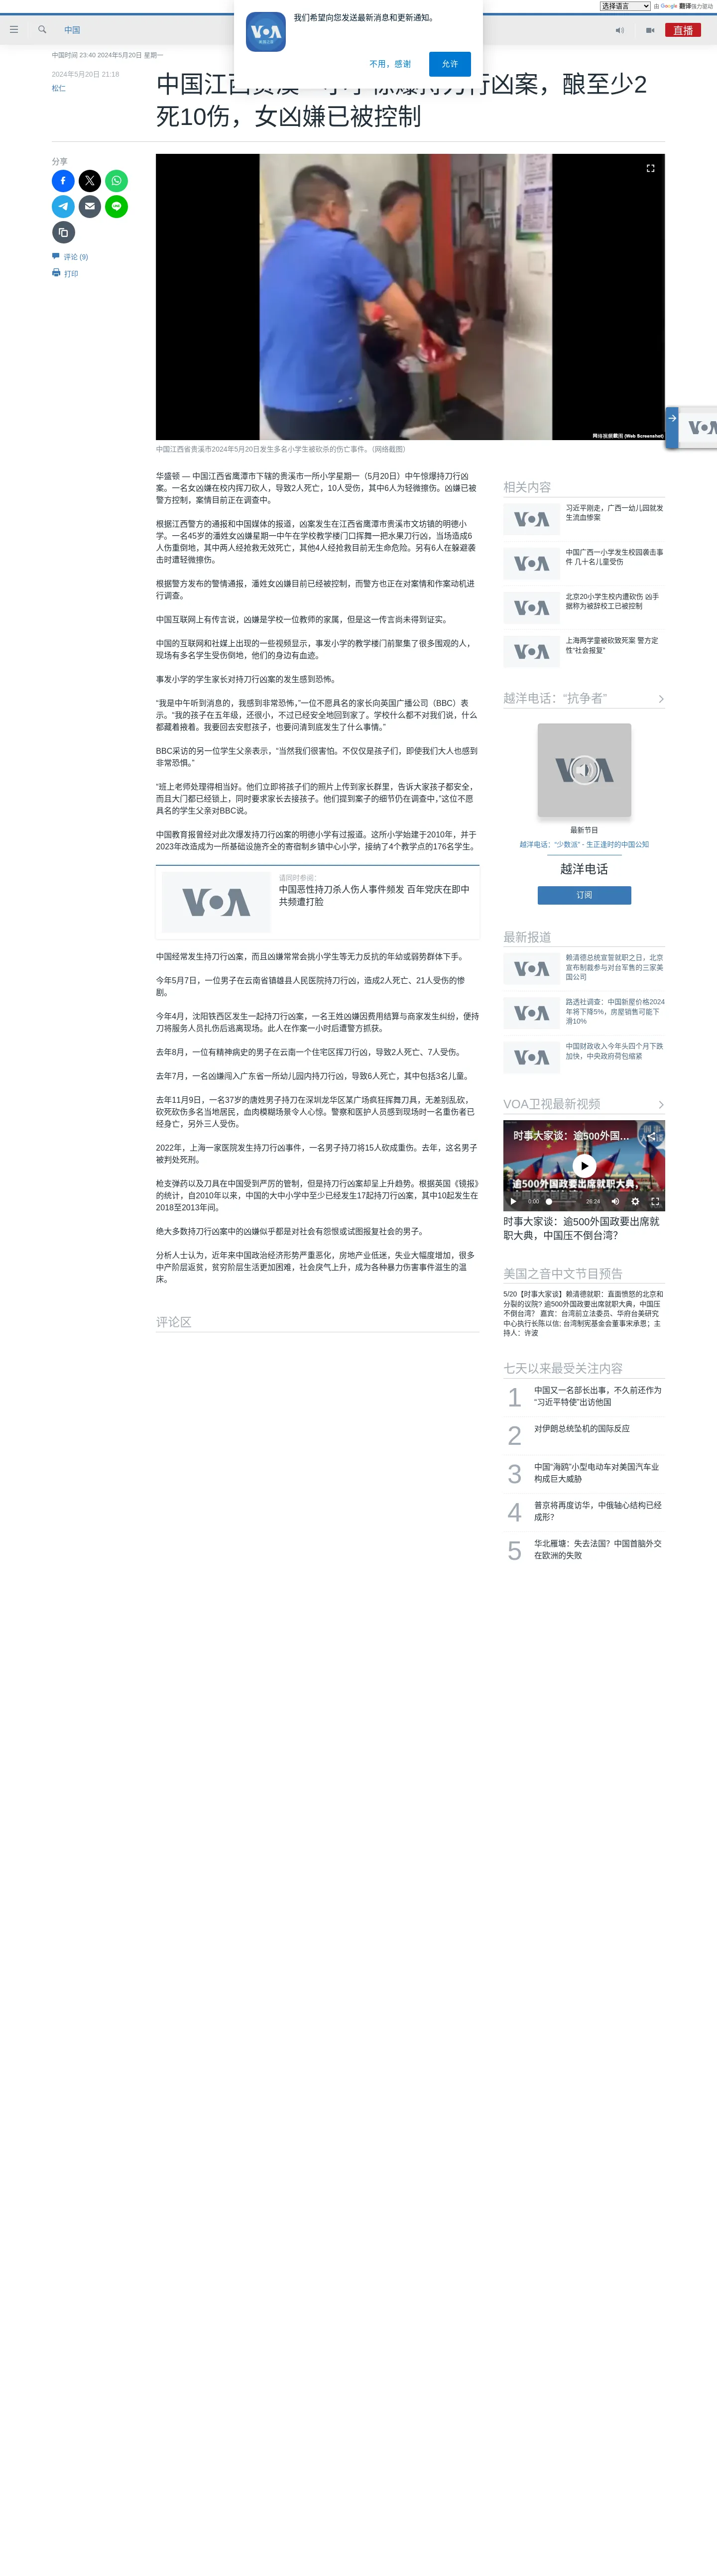 选择语言
由 Google 翻译强力驱动
我们希望向您发送最新消息和更新通知。
不用，感谢
允许
中国
直播
中国时间 23:40 2024年5月20日 星期一
2024年5月20日 21:18
松仁
中国江西贵溪
行凶案，酿至少2
死10伤，女凶嫌已被控制
分享
评论 (9)
打印
网络视频截图 (Web Screenshot)
中国江西省贵溪市2024年5月20日发生多名小学生被砍杀的伤亡事件。（网络截图）
华盛顿 — 中国江西省鹰潭市下辖的贵溪市一所小学星期一（5月20日）中午惊爆持刀行凶
案。一名女凶嫌在校内挥刀砍人，导致2人死亡，10人受伤，其中6人为轻微擦伤。凶嫌已被
警方控制，案情目前正在调查中。
根据江西警方的通报和中国媒体的报道，凶案发生在江西省鹰潭市贵溪市文坊镇的明德小
学。一名45岁的潘姓女凶嫌星期一中午在学校教学楼门口挥舞一把水果刀行凶，当场造成6
人伤重倒地，其中两人经抢救无效死亡，其他4人经抢救目前无生命危险。另有6人在躲避袭
击时遭轻微擦伤。
根据警方发布的警情通报，潘姓女凶嫌目前已经被控制，而警方也正在对案情和作案动机进
行调查。
中国互联网上有传言说，凶嫌是学校一位教师的家属，但是这一传言尚未得到证实。
中国的互联网和社媒上出现的一些视频显示，事发小学的教学楼门前聚集了很多围观的人，
现场有多名学生受伤倒地，他们的身边有血迹。
事发小学的学生家长对持刀行凶案的发生感到恐怖。
“我是中午听到消息的，我感到非常恐怖，”一位不愿具名的家长向英国广播公司（BBC）表
示。“我的孩子在五年级，还很小，不过已经安全地回到家了。学校什么都不对我们说，什么
都藏着掖着。我要回去安慰孩子，也要问清到底发生了什么事情。”
BBC采访的另一位学生父亲表示，“当然我们很害怕。不仅仅是孩子们，即使我们大人也感到
非常恐惧。”
“班上老师处理得相当好。他们立即将孩子们的照片上传到家长群里，告诉大家孩子都安全，
而且大门都已经锁上，同时要求家长去接孩子。他们提到案子的细节仍在调查中，”这位不愿
具名的学生父亲对BBC说。
中国教育报曾经对此次爆发持刀行凶案的明德小学有过报道。这所小学始建于2010年，并于
2023年改造成为一所基础设施齐全的寄宿制乡镇中心小学，接纳了4个教学点的176名学生。
VOA
请同时参阅：
中国恶性持刀杀人伤人事件频发 百年党庆在即中
共频遭打脸
中国经常发生持刀行凶案，而且凶嫌常常会挑小学生等无力反抗的年幼或弱势群体下手。
今年5月7日，一位男子在云南省镇雄县人民医院持刀行凶，造成2人死亡、21人受伤的惨
剧。
今年4月，沈阳铁西区发生一起持刀行凶案，一名王姓凶嫌因费用结算与商家发生纠纷，便持
刀将服务人员扎伤后逃离现场。此人在作案一小时后遭警方抓获。
去年8月，一位有精神病史的男子在云南一个住宅区挥刀行凶，导致2人死亡、7人受伤。
去年7月，一名凶嫌闯入广东省一所幼儿园内持刀行凶，导致6人死亡，其中包括3名儿童。
去年11月9日，一名37岁的唐姓男子持刀在深圳龙华区某广场疯狂挥舞刀具，无差别乱砍，
砍死砍伤多名当地居民，血肉模糊场景令人心惊。警察和医护人员感到现场时一名重伤者已
经身亡，另外三人受伤。
2022年，上海一家医院发生持刀行凶事件，一名男子持刀将15人砍成重伤。去年，这名男子
被判处死刑。
枪支弹药以及刀具在中国受到严厉的管制，但是持刀行凶案却呈上升趋势。根据英国《镜报》
的统计，自2010年以来，中国的大中小学中至少已经发生17起持刀行凶案，其中10起发生在
2018至2013年间。
绝大多数持刀行凶案中的凶嫌似乎都是对社会有怨恨或试图报复社会的男子。
分析人士认为，近年来中国政治经济形势严重恶化，房地产业低迷，失业大幅度增加，很多
中产阶层返贫，贫穷阶层生活更加困难，社会戾气上升，成为各种暴力伤害事件滋生的温
床。
评论区
相关内容
习近平刚走，广西一幼儿园就发
生流血惨案
中国广西一小学发生校园袭击事
件 几十名儿童受伤
北京20小学生校内遭砍伤 凶手
据称为被辞校工已被控制
上海两学童被砍致死案 警方定
性“社会报复”
越洋电话：“抗争者”
VOA
最新节目
越洋电话：“少数派” - 生正逢时的中国公知
越洋电话
订阅
最新报道
赖清德总统宣誓就职之日，北京
宣布制裁参与对台军售的三家美
国公司
路透社调查：中国新屋价格2024
年将下降5%，房屋销售可能下
滑10%
中国财政收入今年头四个月下跌
加快，中央政府荷包缩紧
VOA卫视最新视频
时事大家谈：逾500外国…
逾500外国政要出席就职大典，
0:00
26:24
时事大家谈：逾500外国政要出席就
职大典，中国压不倒台湾？
美国之音中文节目预告
5/20【时事大家谈】赖清德就职：直面愤怒的北京和
分裂的议院? 逾500外国政要出席就职大典，中国压
不倒台湾？ 嘉宾：台湾前立法委员、华府台美研究
中心执行长陈以信; 台湾制宪基金会董事宋承恩；主
持人：许波
七天以来最受关注内容
1
中国又一名部长出事，不久前还作为
“习近平特使”出访他国
2
对伊朗总统坠机的国际反应
3
中国“海鸥”小型电动车对美国汽车业
构成巨大威胁
4
普京将再度访华，中俄轴心结构已经
成形？
5
华北雁塘：失去法国？中国首脑外交
在欧洲的失败